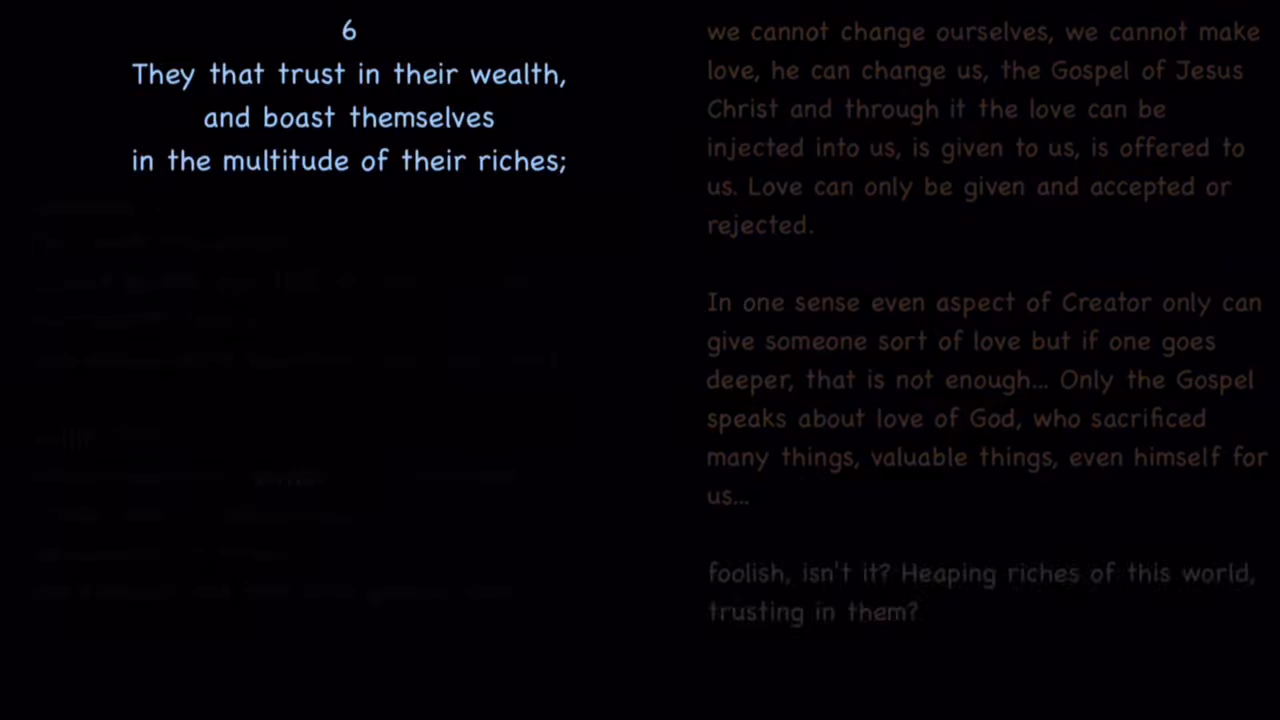 6
They that trust in their wealth,
and boast themselves
in the multitude of their riches;
we cannot change ourselves, we cannot make
love, he can change us, the Gospel of Jesus
Christ and through it the love can be
injected into us, is given to us, is offered to
us. Love can only be given and accepted or
rejected.
In one sense even aspect of Creator only can
give someone sort of love but if one goes
deeper, that is not enough... Only the Gospel
speaks about love of God, who sacrificed
many things, valuable things, even himself for
us...
foolish, isn't it? Heaping riches of this world,
trusting in them?